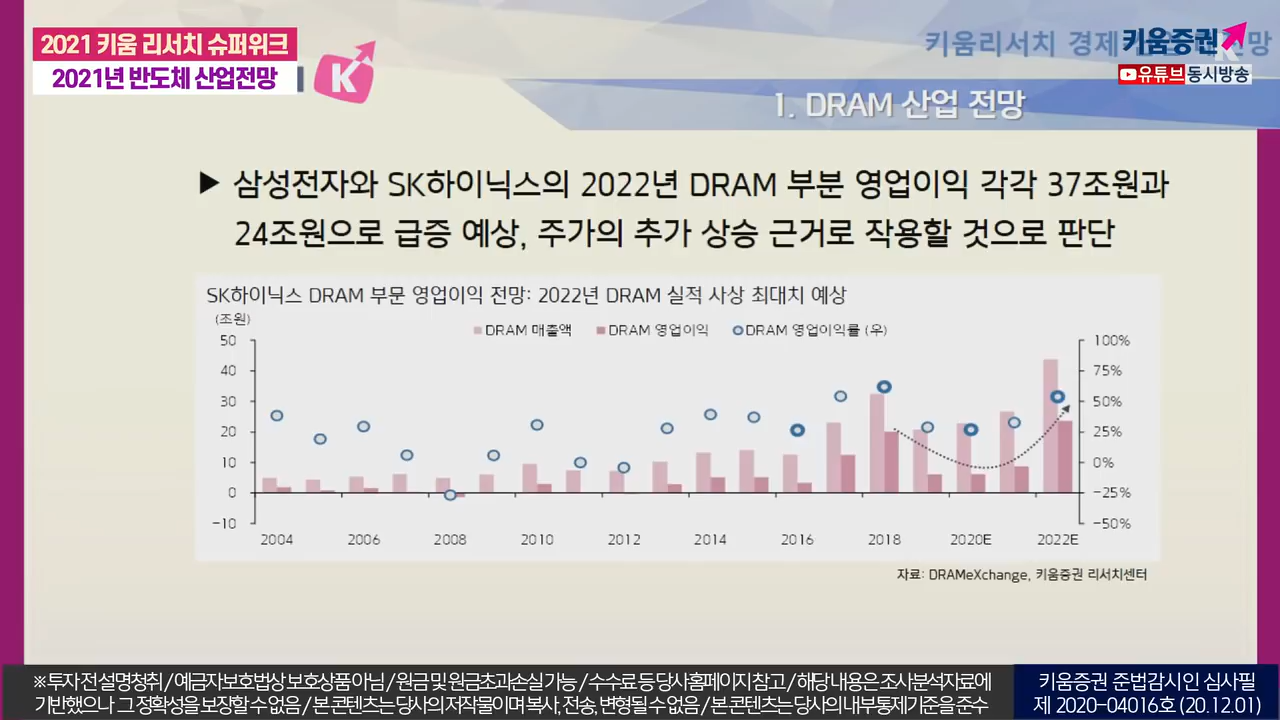 2021 키움 리서치 슈퍼위크
2021년 반도체 산업전망
K
키움증권
유튜브동시방송
1. DRAM 산업 전망
▶ 삼성전자와 SK하이닉스의 2022년 DRAM 부분 영업이익 각각 37조원과
24조원으로 급증 예상, 주가의 추가 상승 근거로 작용할 것으로 판단
SK하이닉스 DRAM 부문 영업이익 전망: 2022년 DRAM 실적 사상 최대치 예상
(조원)
DRAM 매출액 DRAM 영업이익 DRAM 영업이익률 (우)
50 100%
40 75%
30 50%
20 25%
10 0%
0 -25%
-10 -50%
2004 2006 2008 2010 2012 2014 2016 2018 2020E 2022E
자료: DRAMeXchange, 키움증권 리서치센터
※ 투자 전 설명청취 / 예금자보호법상 보호상품 아님 / 원금 및 원금초과손실 가능 / 수수료 등 당사홈페이지 참고 / 해당 내용은 조사분석자료에
기반했으나 그 정확성을 보장할 수 없음 / 본 콘텐츠는 당사의 저작물이며 복사, 전송, 변형될 수 없음 / 본 콘텐츠는 당사의 내부통제기준을 준수
키움증권 준법감시인 심사필
제 2020-04016호 (20.12.01)